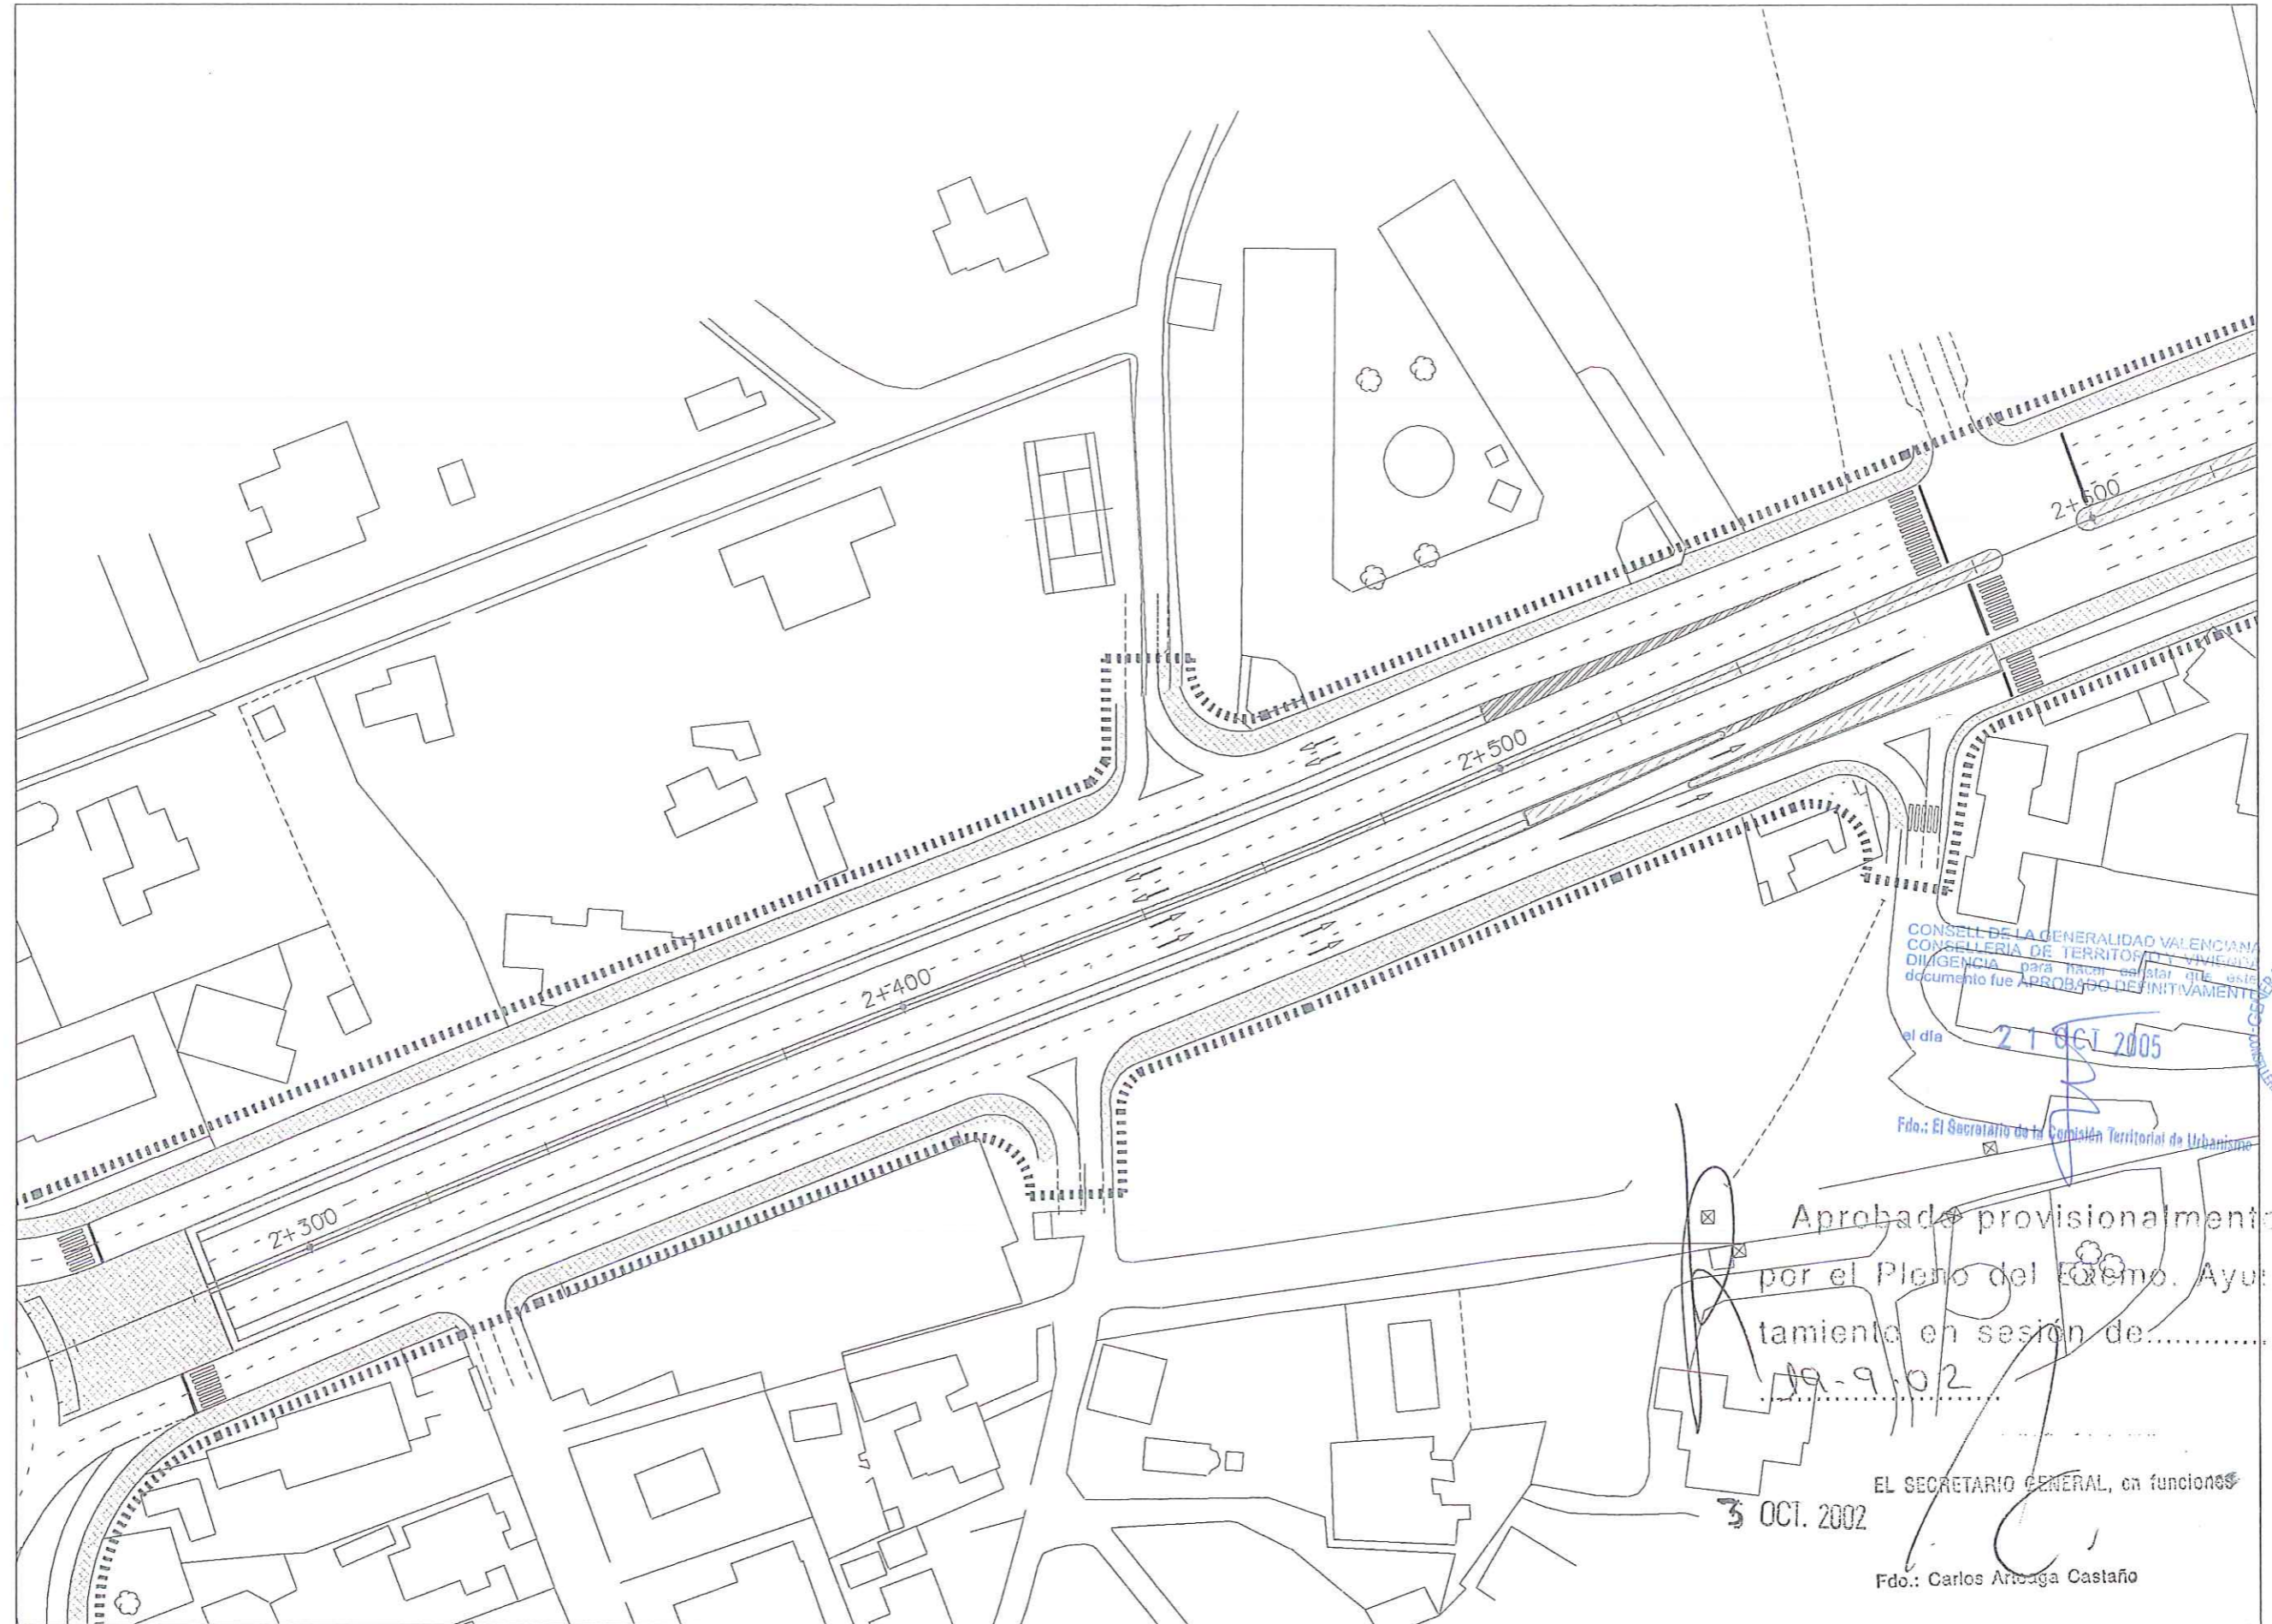 2+600
2+500
2+400
2+300
CONSELL DE LA GENERALIDAD VALENCIANA
CONSELLERIA DE TERRITORIO Y VIVIENDA
DILIGENCIA para hacer constar que este
documento fue APROBADO DEFINITIVAMENTE
el día 21 OCT 2005
Fdo.: El Secretario de la Comisión Territorial de Urbanismo
Aprobado provisionalmente
por el Pleno del Excmo. Ayun
tamiento en sesión de............
19-9-02
EL SECRETARIO GENERAL, en funciones
3 OCT. 2002
Fdo.: Carlos Arteaga Castaño